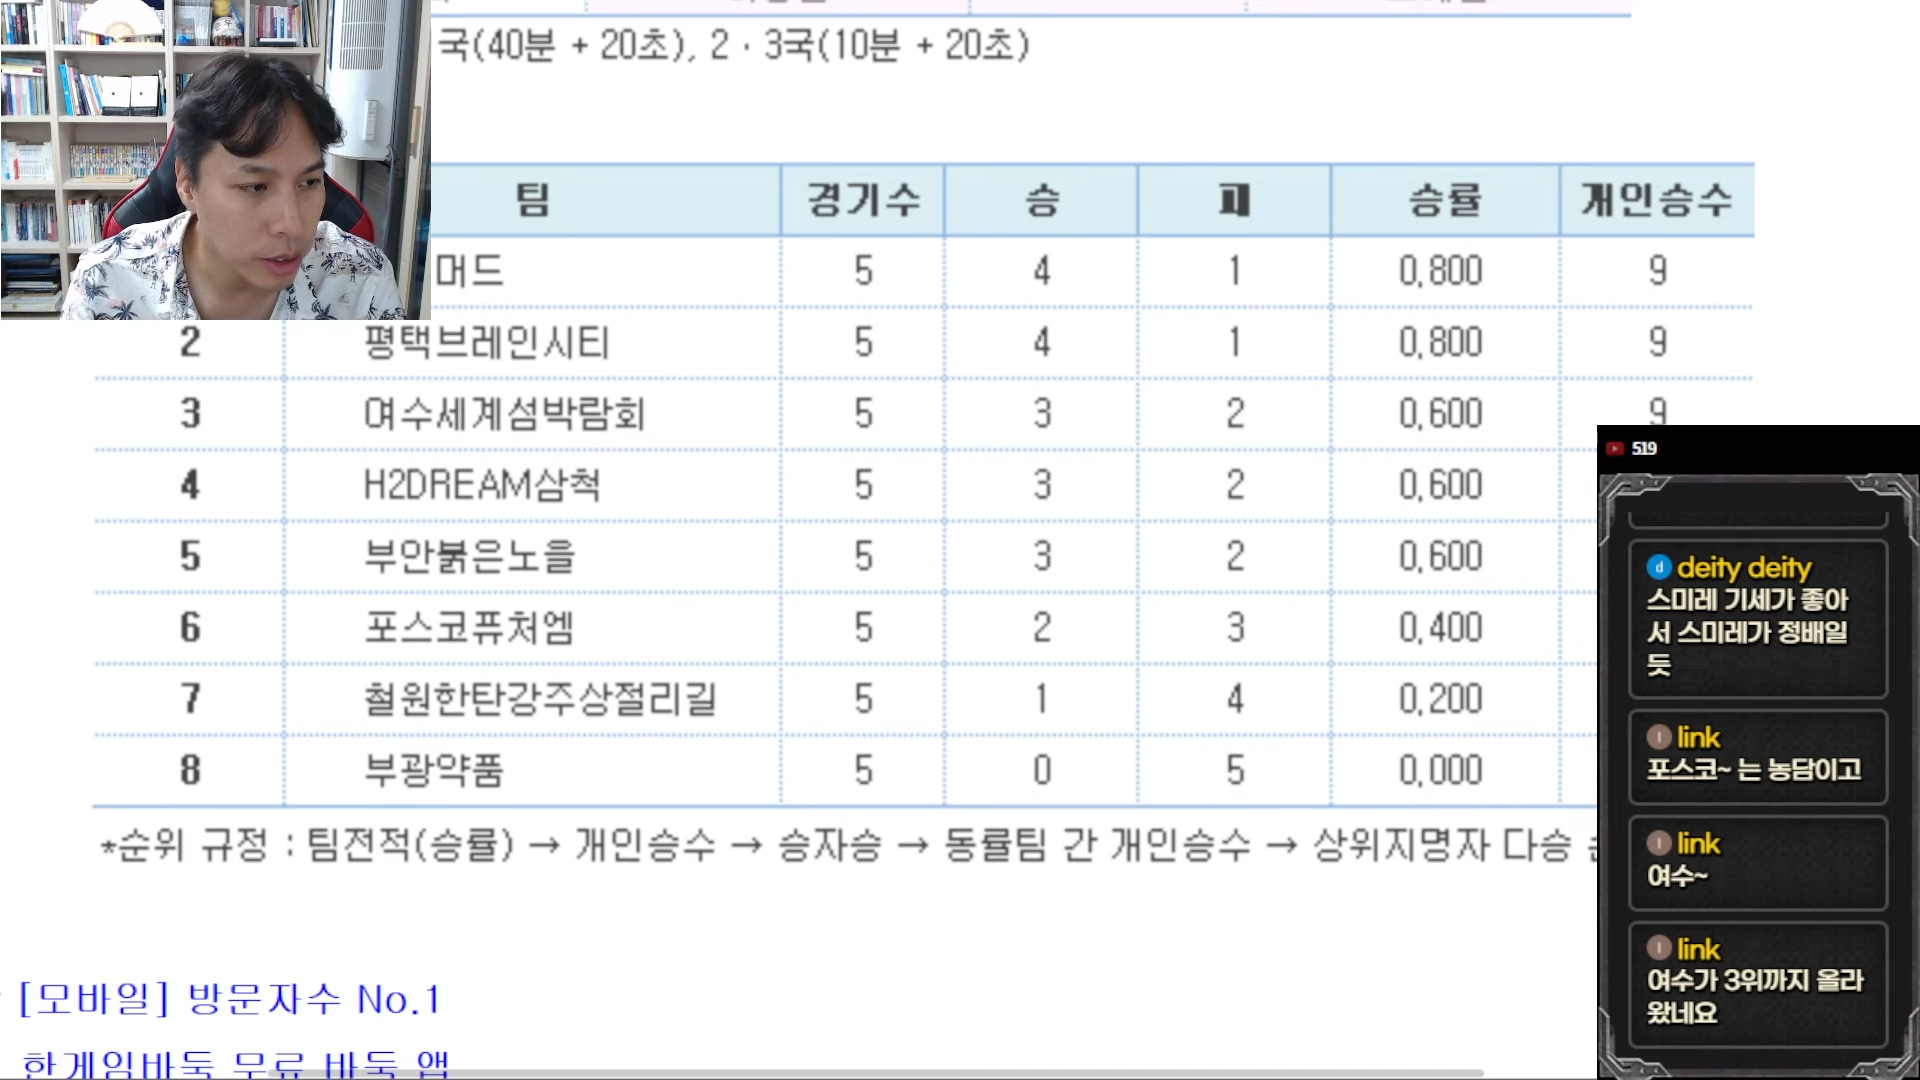 국(40분 + 20초), 2 · 3국(10분 + 20초)
팀 경기수 승 패 승률 개인승수
머드 5 4 1 0.800 9
2 평택브레인시티 5 4 1 0.800 9
3 여수세계섬박람회 5 3 2 0.600 9
4 H2DREAM삼척 5 3 2 0.600
5 부안붉은노을 5 3 2 0.600
6 포스코퓨처엠 5 2 3 0.400
7 철원한탄강주상절리길 5 1 4 0.200
8 부광약품 5 0 5 0.000
*순위 규정 : 팀전적(승률) → 개인승수 → 승자승 → 동률팀 간 개인승수 → 상위지명자 다승
[모바일] 방문자수 No.1
한게임바둑 무료 바둑 앱
519
d deity deity
스미레 기세가 좋아
서 스미레가 정배일
듯
l link
포스코~ 는 농담이고
l link
여수~
l link
여수가 3위까지 올라
왔네요